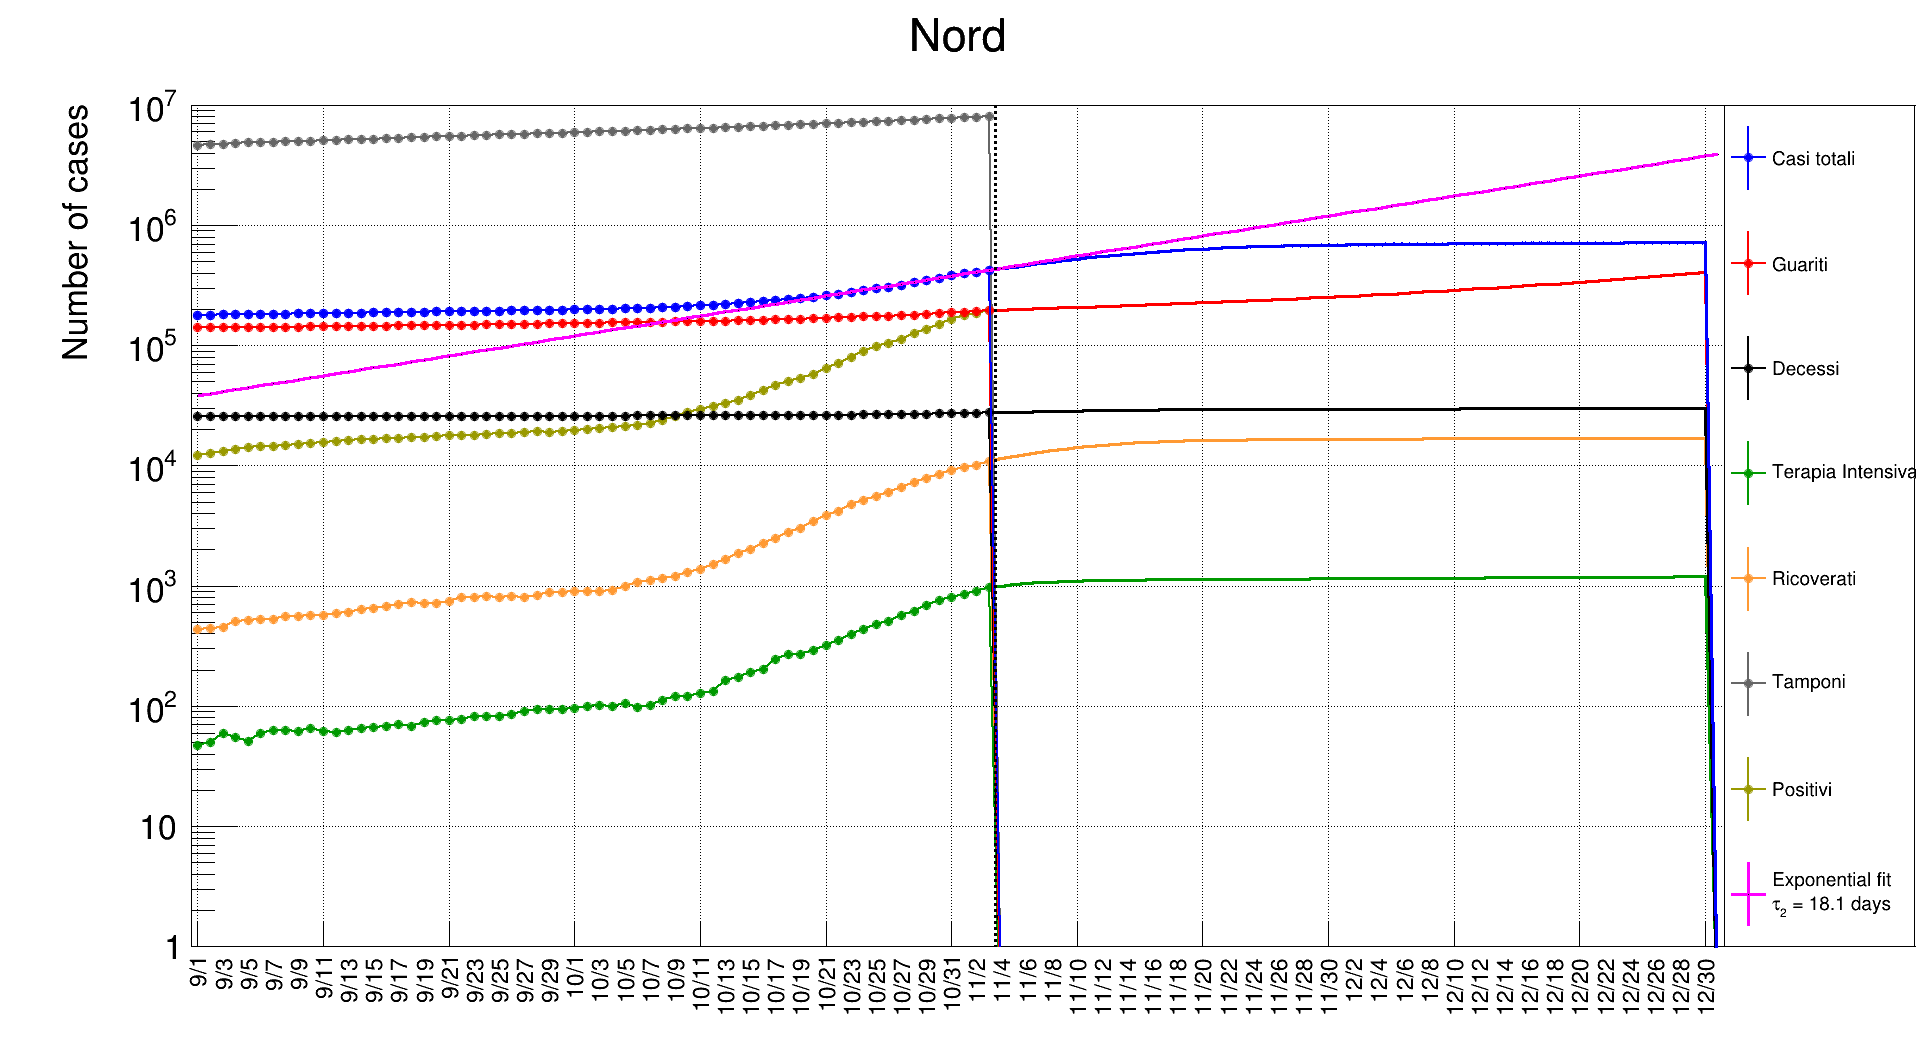 Nord
Number of cases
10^7
10^6
10^5
10^4
10^3
10^2
10
1
9/1 9/3 9/5 9/7 9/9 9/11 9/13 9/15 9/17 9/19 9/21 9/23 9/25 9/27 9/29 10/1 10/3 10/5 10/7 10/9 10/11 10/13 10/15 10/17 10/19 10/21 10/23 10/25 10/27 10/29 10/31 11/2 11/4 11/6 11/8 11/10 11/12 11/14 11/16 11/18 11/20 11/22 11/24 11/26 11/28 11/30 12/2 12/4 12/6 12/8 12/10 12/12 12/14 12/16 12/18 12/20 12/22 12/24 12/26 12/28 12/30
Casi totali
Guariti
Decessi
Terapia Intensiva
Ricoverati
Tamponi
Positivi
Exponential fit
τ₂ = 18.1 days